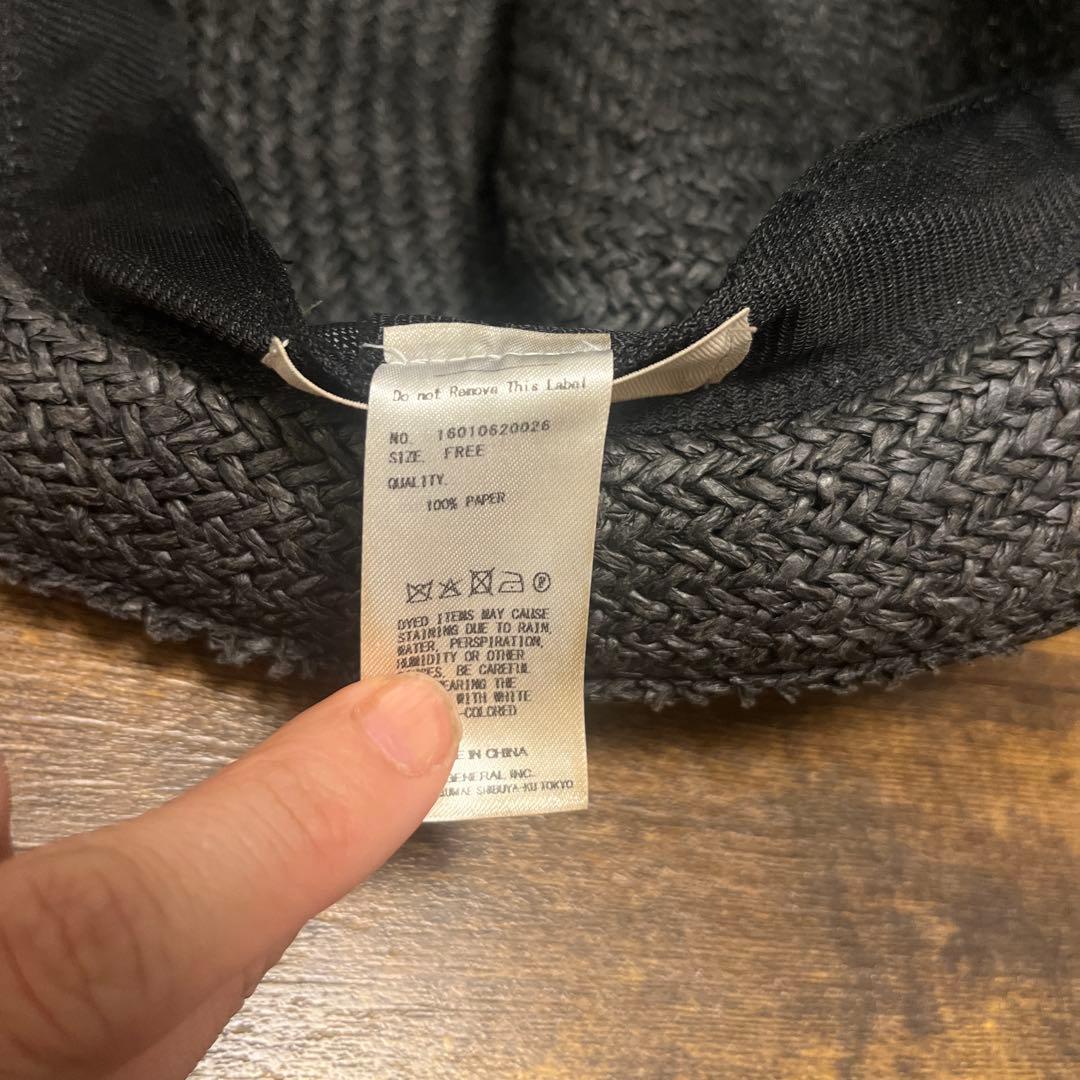 Do not Remove This Label
NO. 16010620026
SIZE. FREE
QUALITY.
100% PAPER
DYED ITEMS MAY CAUSE
STAINING DUE TO RAIN,
WATER, PERSPIRATION,
HUMIDITY OR OTHER
BE CAREFUL
THE
WITH WHITE
-COLORED
IN CHINA
GENERAL, INC.
SHIBUYA-KU TOKYO